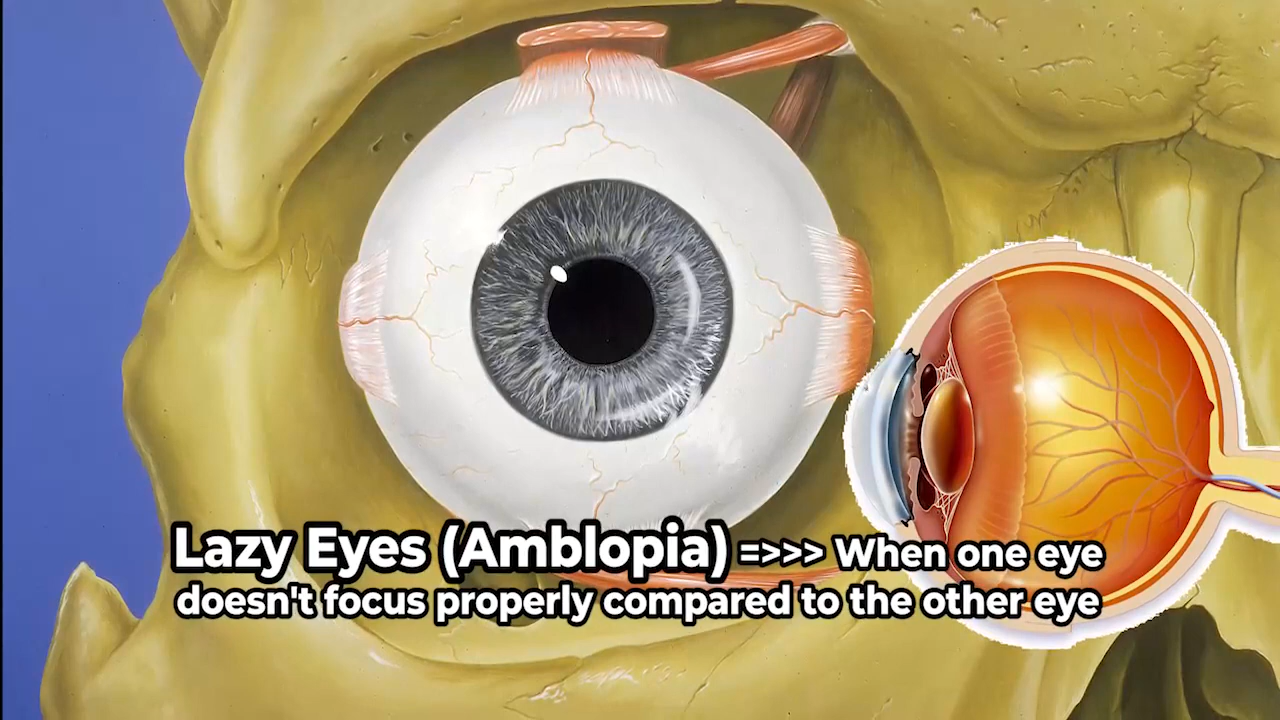 Lazy Eyes (Amblopia) =>>> When one eye
doesn't focus properly compared to the other eye